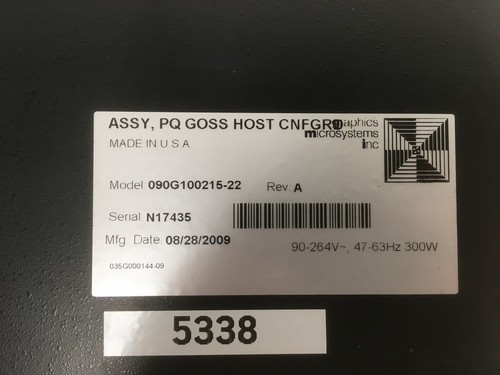 ASSY, PQ GOSS HOST CNFGRD
graphics
microsystems
inc
MADE IN U S A
Model 090G100215-22 Rev A
Serial N17435
Mfg Date 08/28/2009
90-264V~, 47-63Hz 300W
035G000144-09
5338